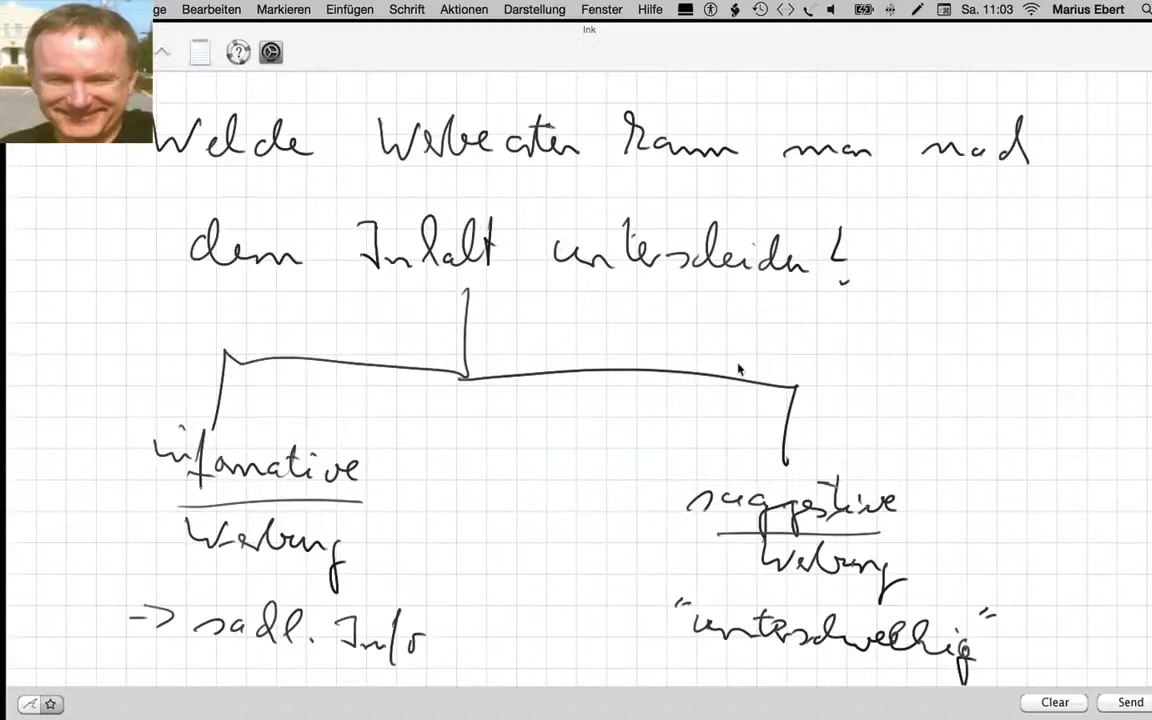 ge Bearbeiten Markieren Einfügen Schrift Aktionen Darstellung Fenster Hilfe Sa. 11:03 Marius Ebert
Ink
Welche Werbearten kann man nach
dem Inhalt unterscheiden?
informative
Werbung
suggestive
Werbung
-> sachl. Info
"unterschwellig"
Clear Send